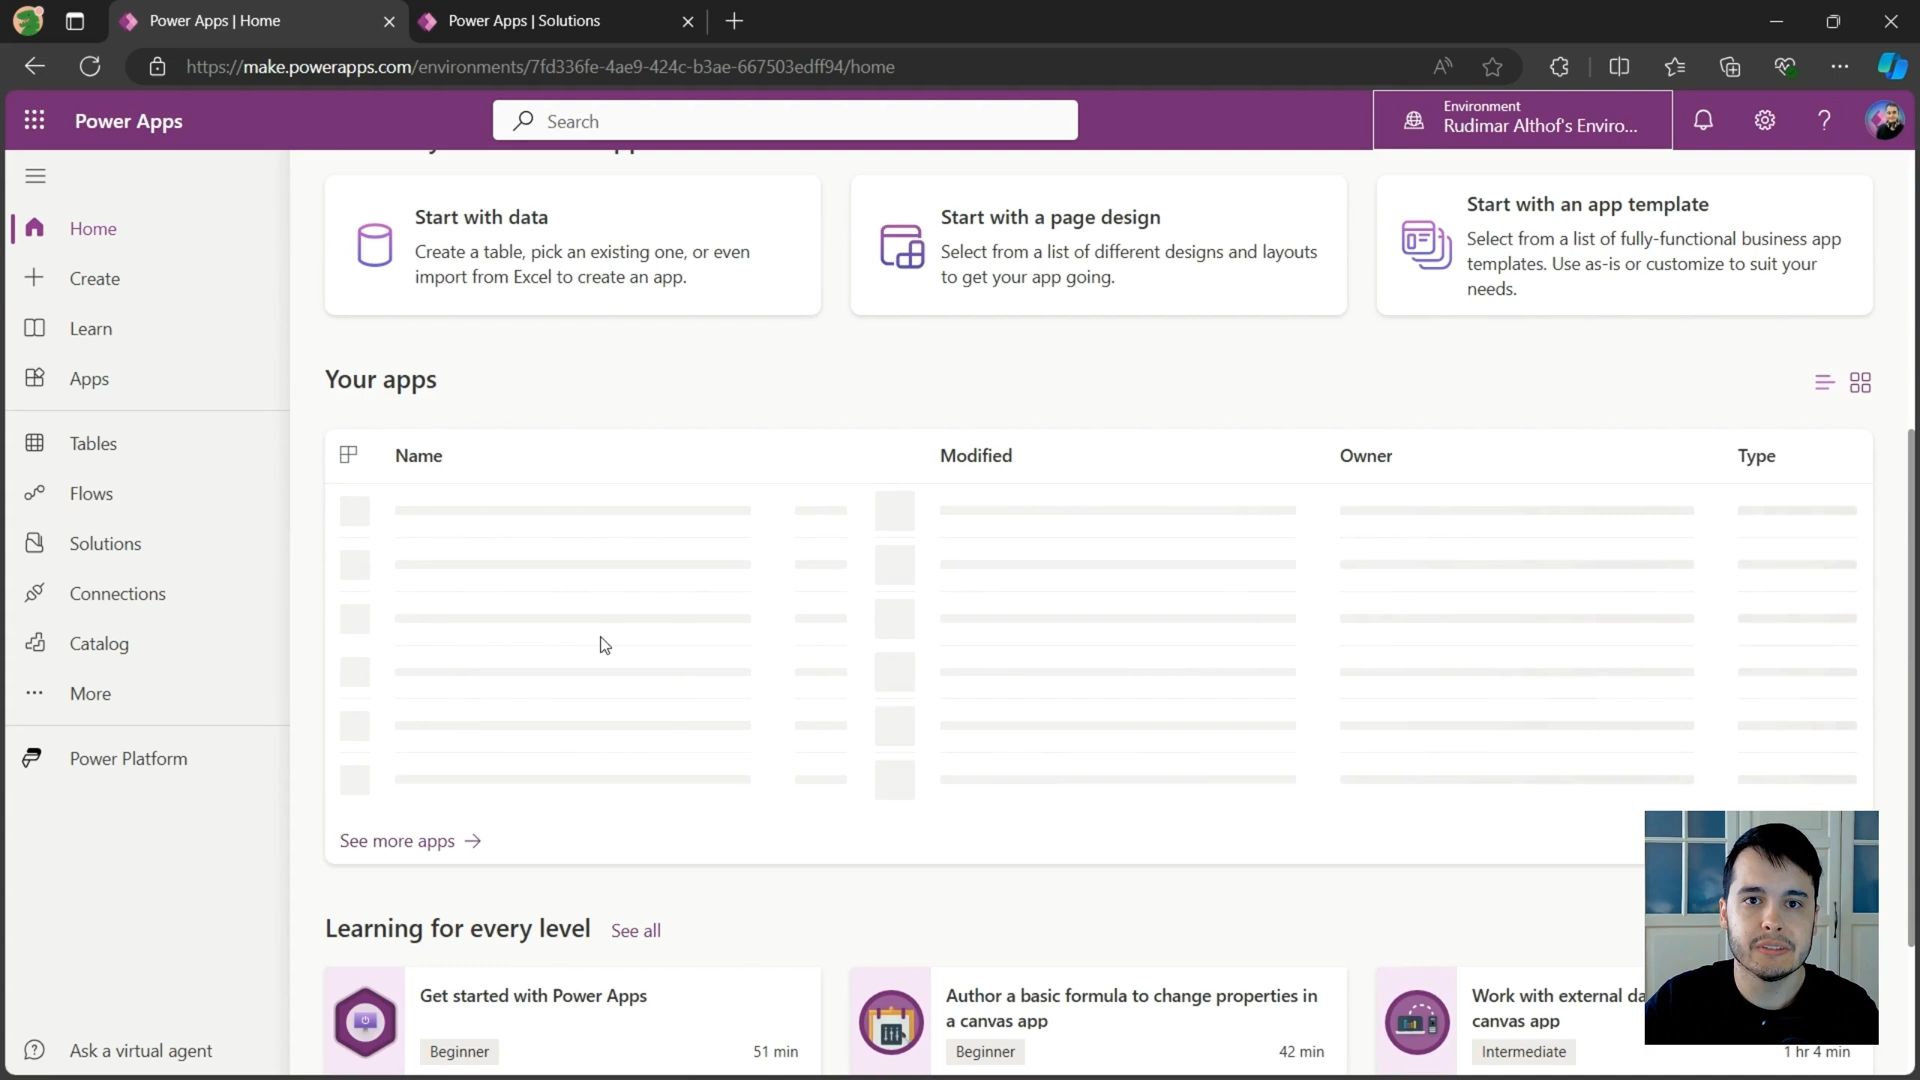 Power Apps | Home
Power Apps | Solutions
https://make.powerapps.com/environments/7fd336fe-4ae9-424c-b3ae-667503edff94/home
Power Apps
Search
Environment
Rudimar Althof's Enviro...
Home
Create
Learn
Apps
Tables
Flows
Solutions
Connections
Catalog
More
Power Platform
Ask a virtual agent
Start with data
Create a table, pick an existing one, or even
import from Excel to create an app.
Start with a page design
Select from a list of different designs and layouts
to get your app going.
Start with an app template
Select from a list of fully-functional business app
templates. Use as-is or customize to suit your
needs.
Your apps
Name
Modified
Owner
Type
See more apps
Learning for every level
See all
Get started with Power Apps
Beginner
51 min
Author a basic formula to change properties in
a canvas app
Beginner
42 min
Work with external
canvas app
Intermediate
1 hr 4 min